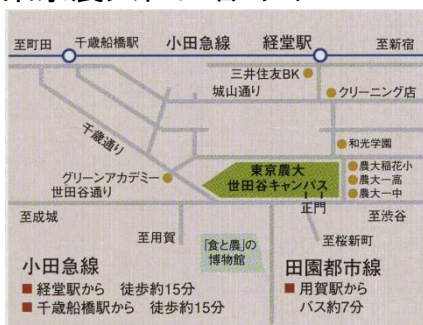 至町田 千歳船橋駅 小田急線 経堂駅 至新宿
三井住友BK
城山通り
クリーニング店
千歳通り
和光学園
東京農大
世田谷キャンパス
農大稲花小
農大一高
農大一中
グリーンアカデミー
世田谷通り
正門
至成城
至渋谷
至用賀
至桜新町
「食と農」の
博物館
小田急線
■ 経堂駅から 徒歩約15分
■ 千歳船橋駅から 徒歩約15分
田園都市線
■ 用賀駅から
バス約7分